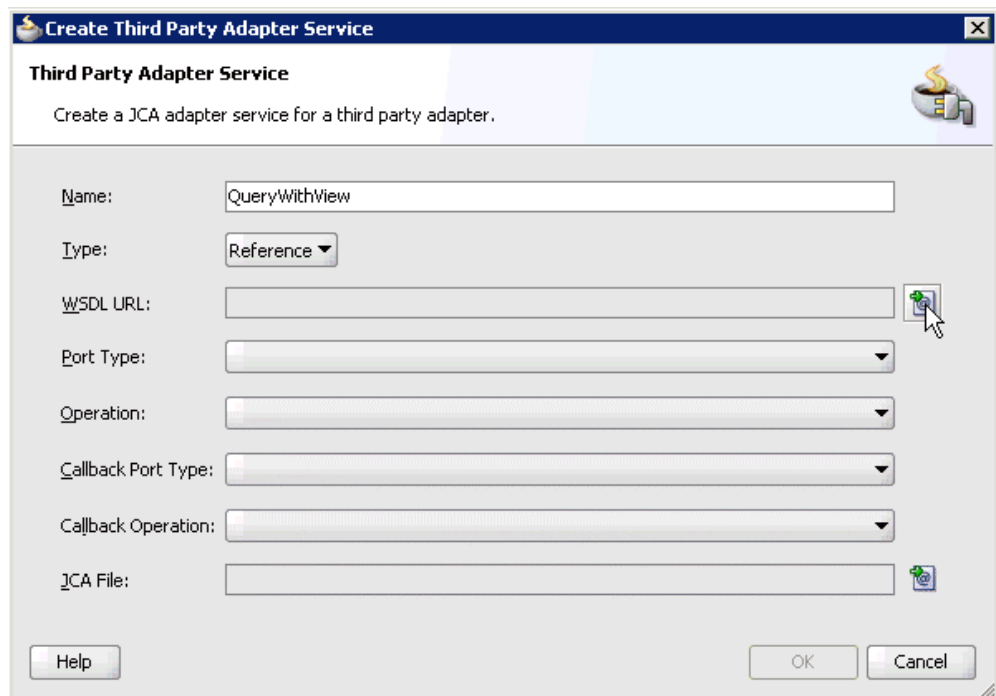 Create Third Party Adapter Service
Third Party Adapter Service
Create a JCA adapter service for a third party adapter.
Name: QueryWithView
Type: Reference
WSDL URL:
Port Type:
Operation:
Callback Port Type:
Callback Operation:
JCA File:
Help OK Cancel